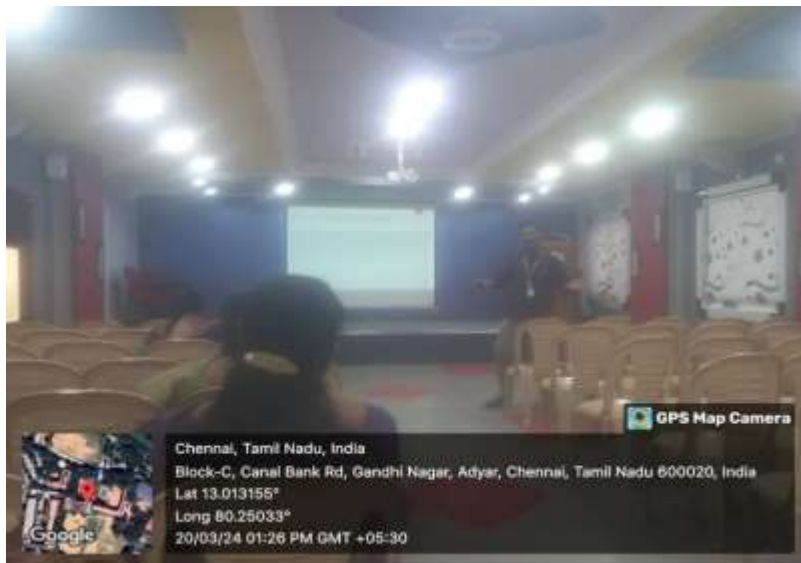 GPS Map Camera
Chennai, Tamil Nadu, India
Block-C, Canal Bank Rd, Gandhi Nagar, Adyar, Chennai, Tamil Nadu 600020, India
Lat 13.013155°
Long 80.25033°
20/03/24 01:26 PM GMT +05:30
Google